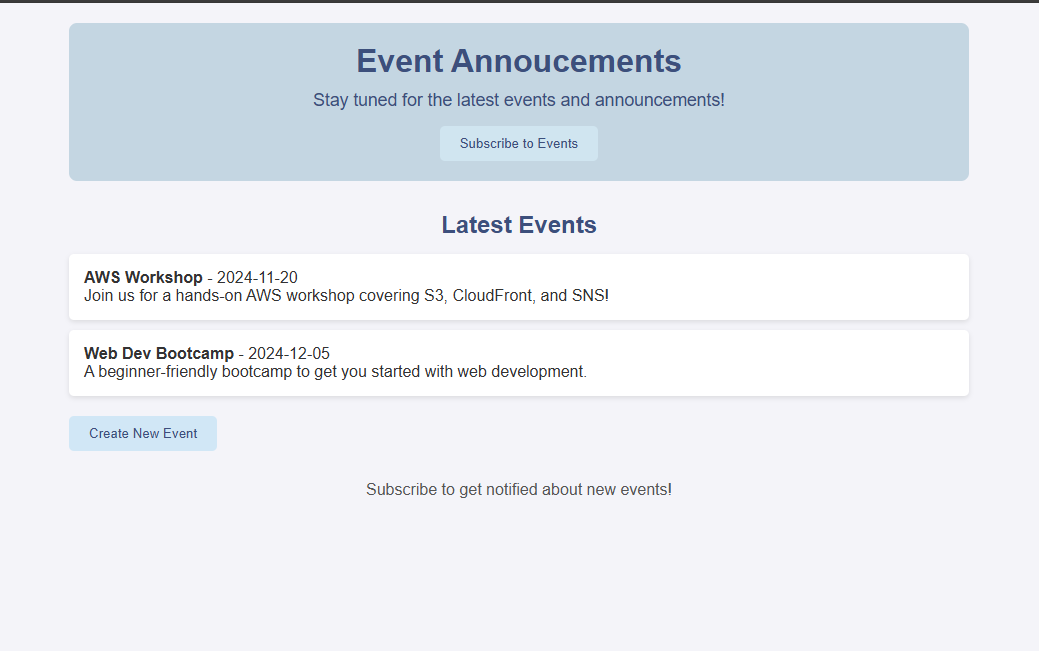 Event Annoucements
Stay tuned for the latest events and announcements!
Subscribe to Events
Latest Events
AWS Workshop - 2024-11-20
Join us for a hands-on AWS workshop covering S3, CloudFront, and SNS!
Web Dev Bootcamp - 2024-12-05
A beginner-friendly bootcamp to get you started with web development.
Create New Event
Subscribe to get notified about new events!